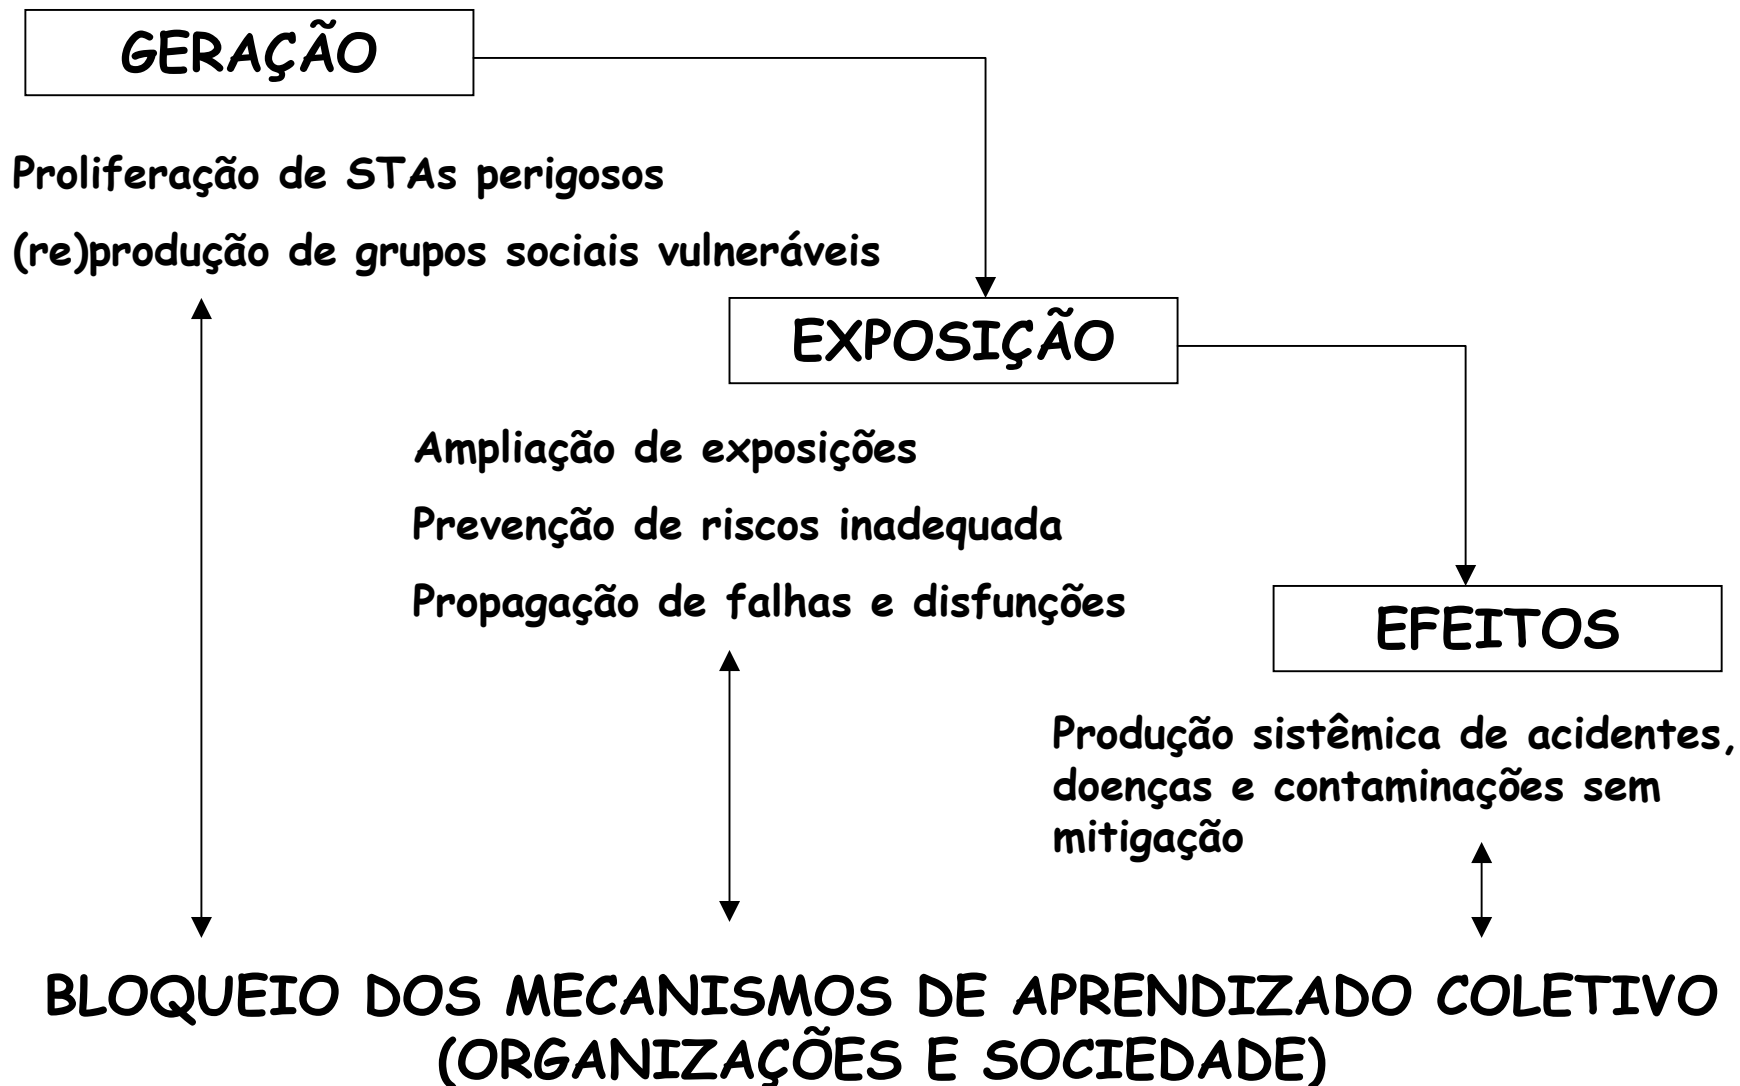 GERAÇÃO
Proliferação de STAs perigosos
(re)produção de grupos sociais vulneráveis
EXPOSIÇÃO
Ampliação de exposições
Prevenção de riscos inadequada
Propagação de falhas e disfunções
EFEITOS
Produção sistêmica de acidentes,
doenças e contaminações sem
mitigação
BLOQUEIO DOS MECANISMOS DE APRENDIZADO COLETIVO
(ORGANIZAÇÕES E SOCIEDADE)